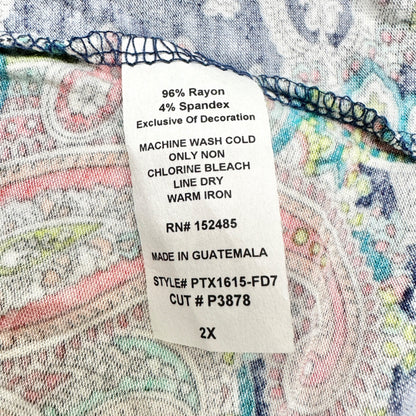 96% Rayon
4% Spandex
Exclusive Of Decoration
MACHINE WASH COLD
ONLY NON
CHLORINE BLEACH
LINE DRY
WARM IRON
RN# 152485
MADE IN GUATEMALA
STYLE# PTX1615-FD7
CUT # P3878
2X